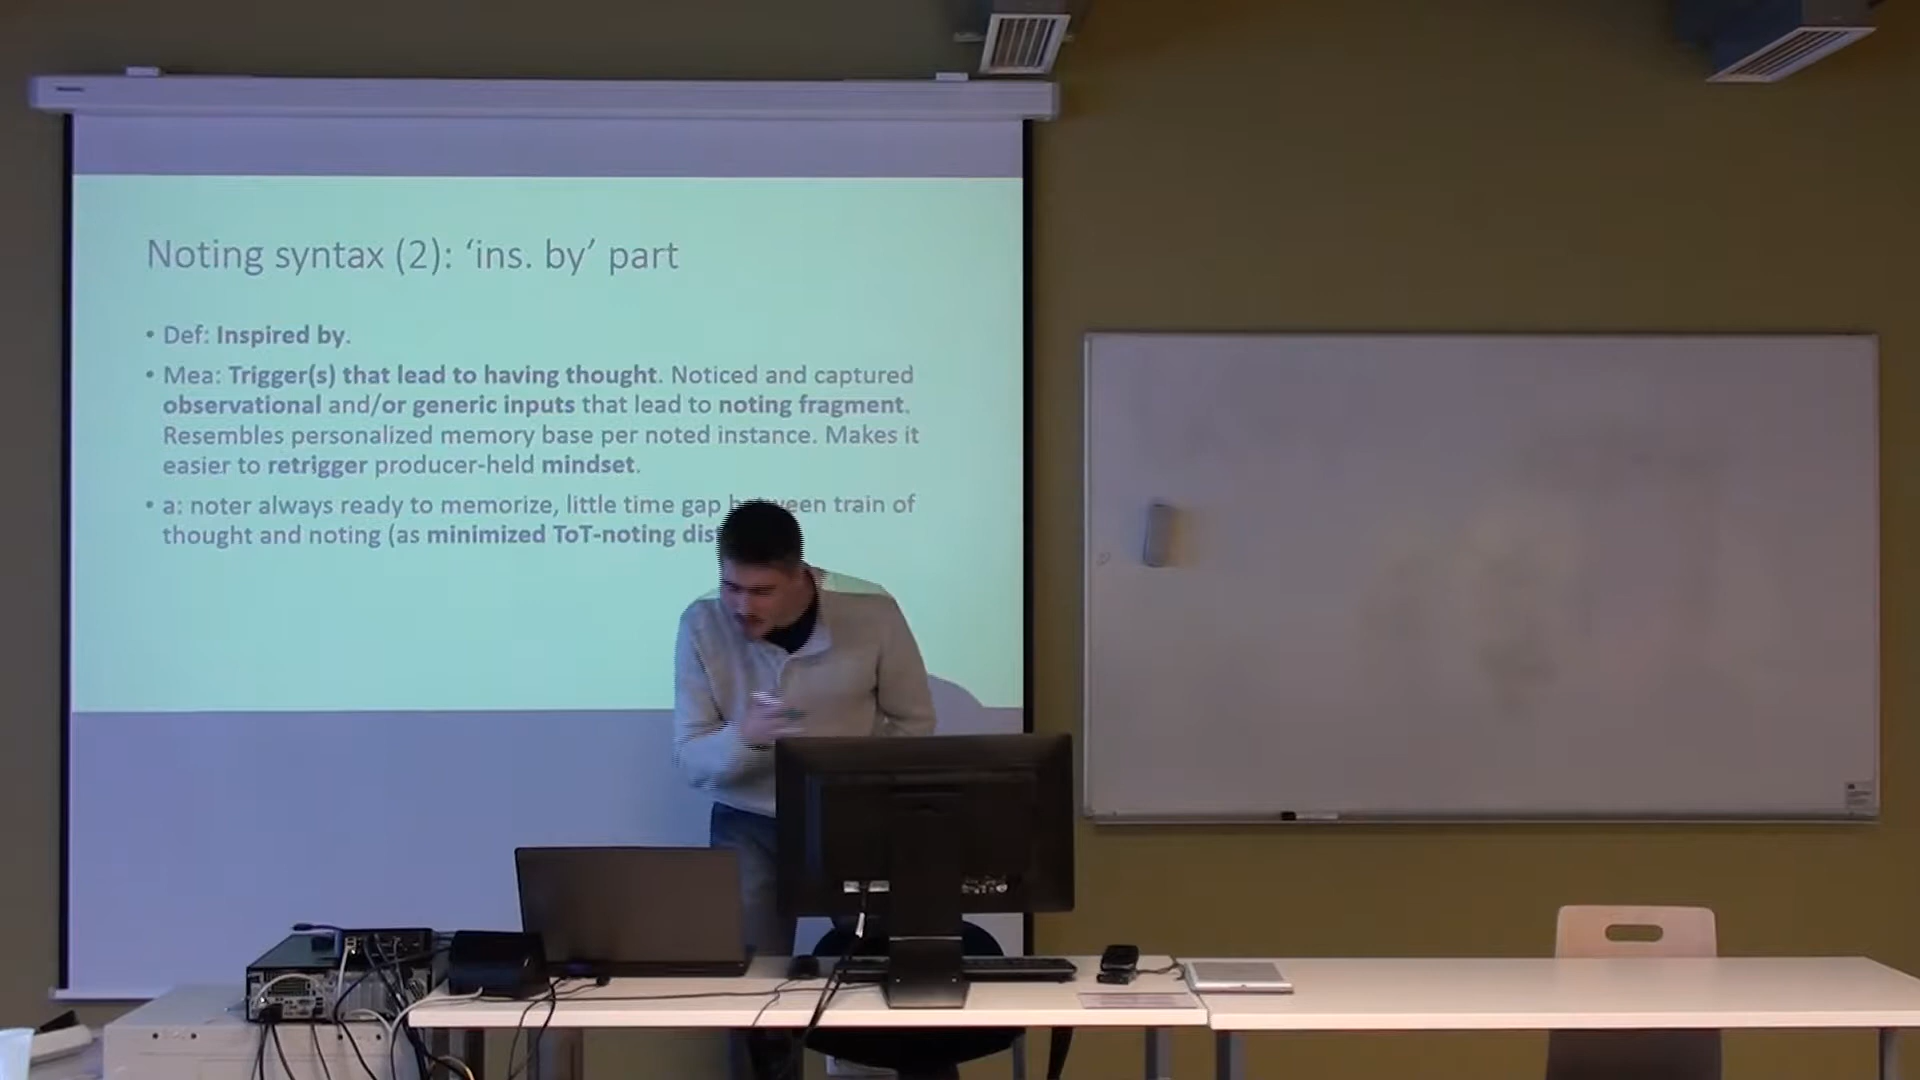 Noting syntax (2): ‘ins. by’ part
• Def: Inspired by.
• Mea: Trigger(s) that lead to having thought. Noticed and captured
observational and/or generic inputs that lead to noting fragment.
Resembles personalized memory base per noted instance. Makes it
easier to retrigger producer-held mindset.
• a: noter always ready to memorize, little time gap between train of
thought and noting (as minimized ToT-noting